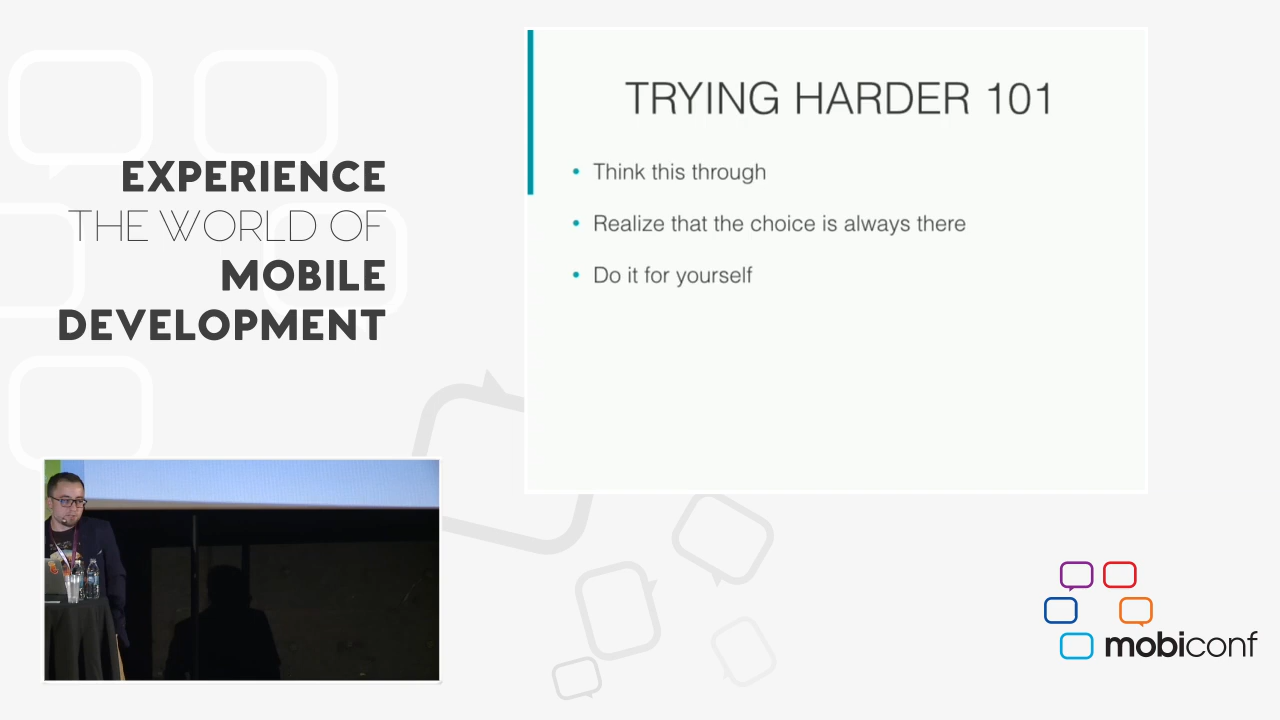 EXPERIENCE
THE WORLD OF
MOBILE
DEVELOPMENT
TRYING HARDER 101
• Think this through
• Realize that the choice is always there
• Do it for yourself
mobiconf